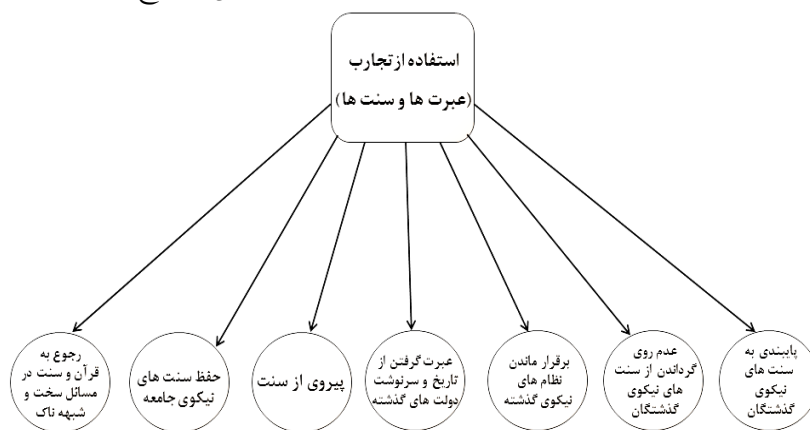 استفاده از تجارب
(عبرت ها و سنت ها)
پایبندی به
سنت های
نیکوی
گذشتگان
عدم روی
گرداندن از سنت
های نیکوی
گذشتگان
برقرار ماندن
نظام های
نیکوی گذشته
عبرت گرفتن از
تاریخ و سرنوشت
دولت های گذشته
پیروی از سنت
حفظ سنت های
نیکوی جامعه
رجوع به
قرآن و سنت در
مسائل سخت و
شبهه ناک